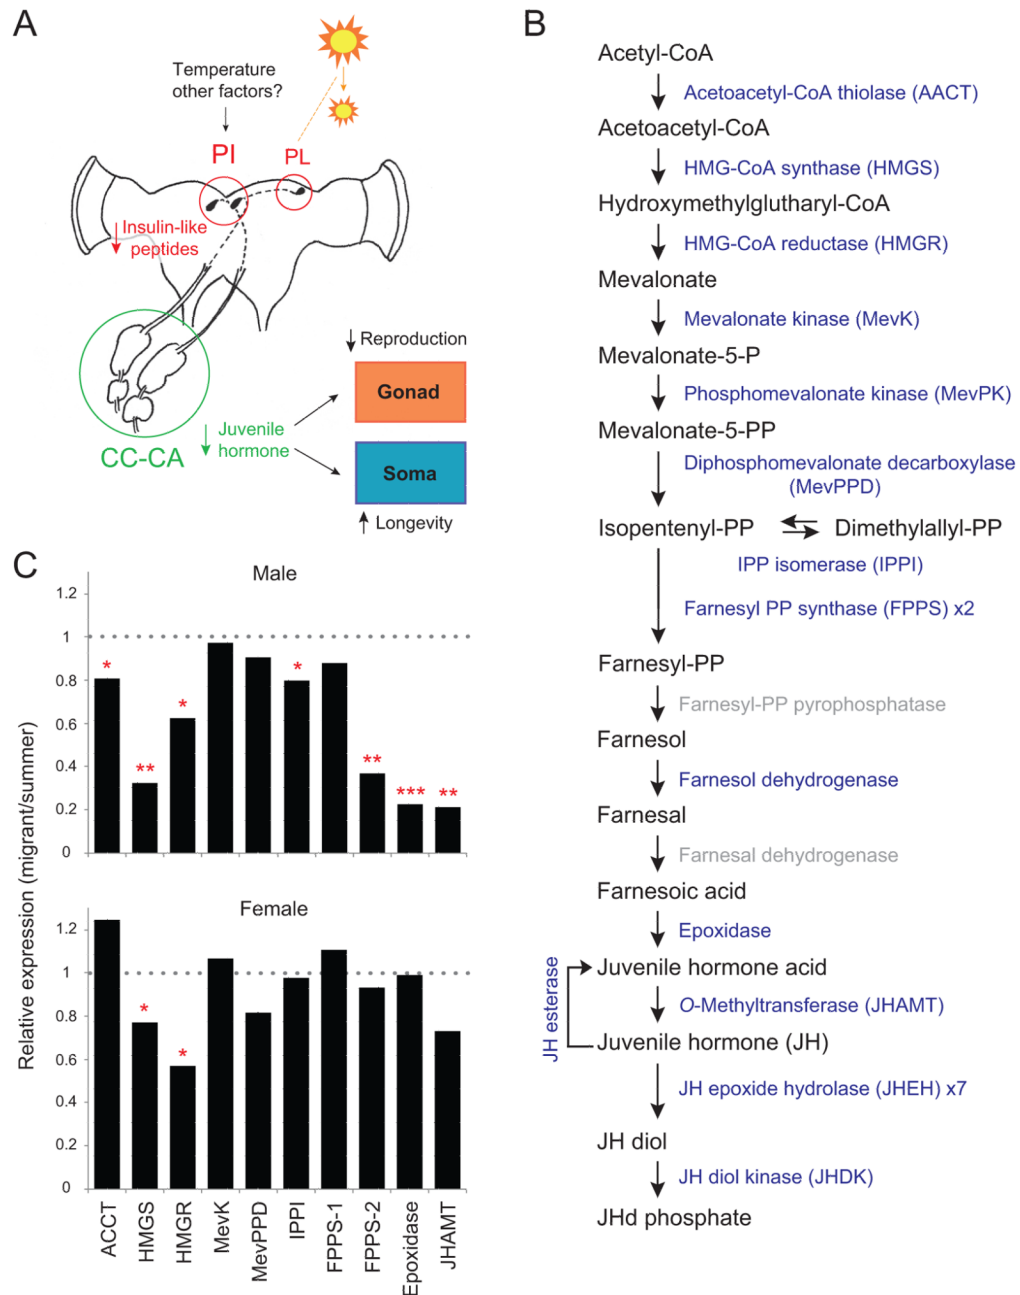 A
Temperature
other factors?
PI
PL
Insulin-like
peptides
CC-CA
Juvenile
hormone
Reproduction
Gonad
Soma
Longevity
B
Acetyl-CoA
Acetoacetyl-CoA thiolase (AACT)
Acetoacetyl-CoA
HMG-CoA synthase (HMGS)
Hydroxymethylglutharyl-CoA
HMG-CoA reductase (HMGR)
Mevalonate
Mevalonate kinase (MevK)
Mevalonate-5-P
Phosphomevalonate kinase (MevPK)
Mevalonate-5-PP
Diphosphomevalonate decarboxylase
(MevPPD)
Isopentenyl-PP
Dimethylallyl-PP
IPP isomerase (IPPI)
Farnesyl PP synthase (FPPS) x2
Farnesyl-PP
Farnesyl-PP pyrophosphatase
Farnesol
Farnesol dehydrogenase
Farnesal
Farnesal dehydrogenase
Farnesoic acid
Epoxidase
Juvenile hormone acid
O-Methyltransferase (JHAMT)
JH esterase
Juvenile hormone (JH)
JH epoxide hydrolase (JHEH) x7
JH diol
JH diol kinase (JHDK)
JHd phosphate
C
Relative expression (migrant/summer)
Male
1.2
1
0.8
0.6
0.4
0.2
0
*
**
*
*
**
***
**
Female
1.2
1
0.8
0.6
0.4
0.2
0
*
*
ACCT
HMGS
HMGR
MevK
MevPPD
IPPI
FPPS-1
FPPS-2
Epoxidase
JHAMT